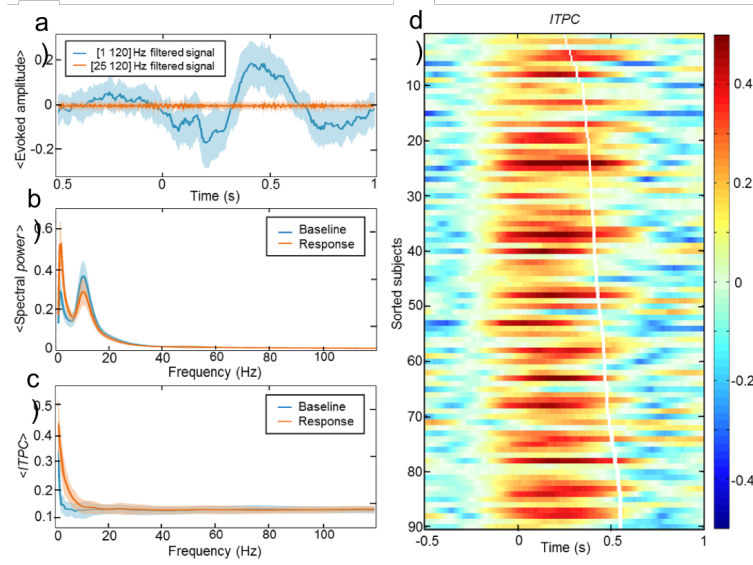 a
)
<Evoked amplitude>
0.2
0
-0.2
[1 120] Hz filtered signal
[25 120] Hz filtered signal
0.5
0
0.5
1
Time (s)
b
)
<Spectral power>
0.6
0.4
0.2
0
Baseline
Response
0
20
40
60
80
100
Frequency (Hz)
c
)
<ITPC>
0.5
0.4
0.3
0.2
0.1
Baseline
Response
0
20
40
60
80
100
Frequency (Hz)
d
)
ITPC
Sorted subjects
10
20
30
40
50
60
70
80
90
-0.5
0
0.5
1
Time (s)
0.4
0.2
0
-0.2
-0.4